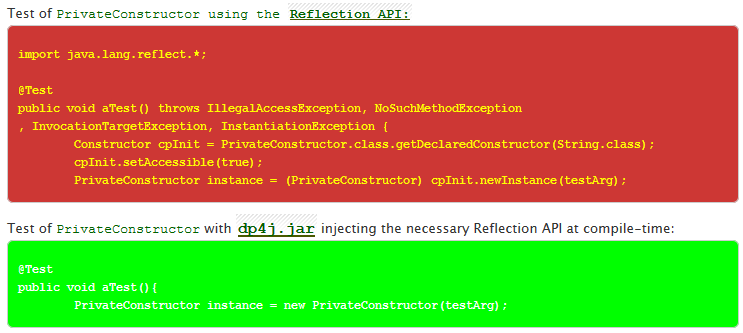 Test of PrivateConstructor using the Reflection API:
import java.lang.reflect.*;
@Test
public void aTest() throws IllegalAccessException, NoSuchMethodException
, InvocationTargetException, InstantiationException {
Constructor cpInit = PrivateConstructor.class.getDeclaredConstructor(String.class);
cpInit.setAccessible(true);
PrivateConstructor instance = (PrivateConstructor) cpInit.newInstance(testArg);
Test of PrivateConstructor with dp4j.jar injecting the necessary Reflection API at compile-time:
@Test
public void aTest(){
PrivateConstructor instance = new PrivateConstructor(testArg);